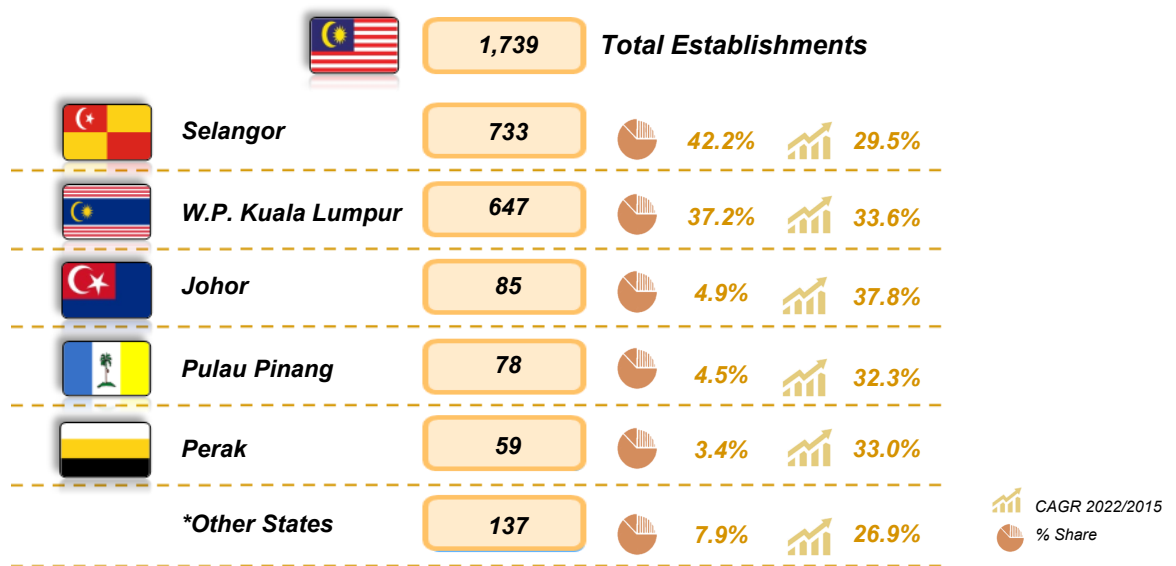 1,739 Total Establishments
Selangor 733 42.2% 29.5%
W.P. Kuala Lumpur 647 37.2% 33.6%
Johor 85 4.9% 37.8%
Pulau Pinang 78 4.5% 32.3%
Perak 59 3.4% 33.0%
*Other States 137 7.9% 26.9%
CAGR 2022/2015
% Share